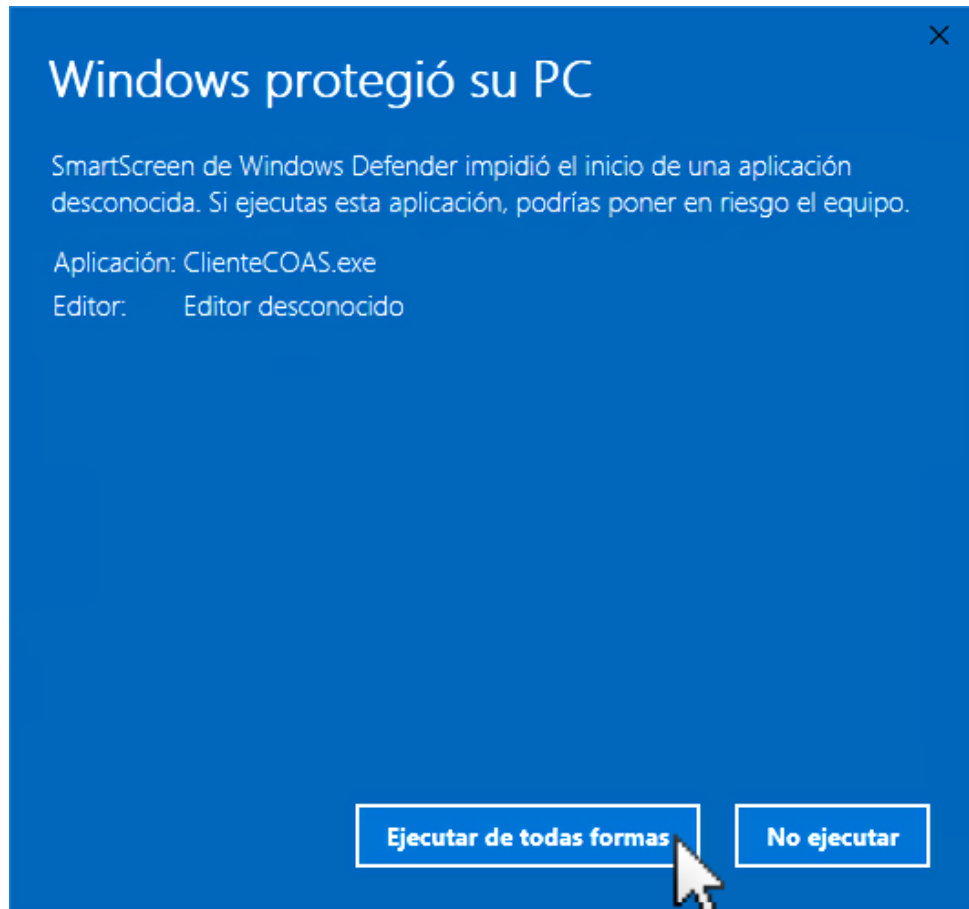 Windows protegió su PC
SmartScreen de Windows Defender impidió el inicio de una aplicación
desconocida. Si ejecutas esta aplicación, podrías poner en riesgo el equipo.
Aplicación: ClienteCOAS.exe
Editor: Editor desconocido
Ejecutar de todas formas No ejecutar